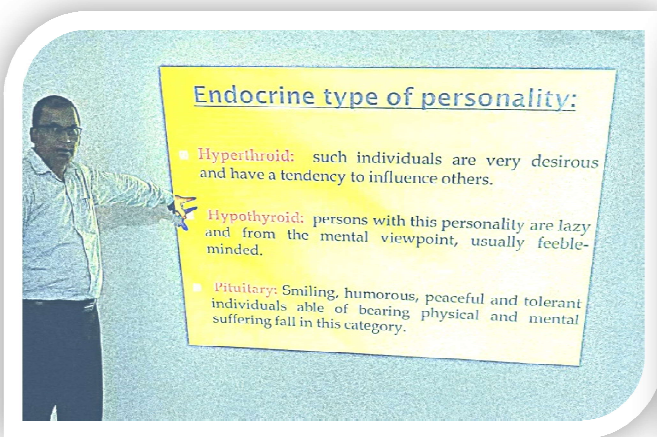 Endocrine type of personality:
Hyperthroid: such individuals are very desirous
and have a tendency to influence others.
Hypothyroid: persons with this personality are lazy
and from the mental viewpoint, usually feeble-
minded.
Pituitary: Smiling, humorous, peaceful and tolerant
individuals able of bearing physical and mental
suffering fall in this category.